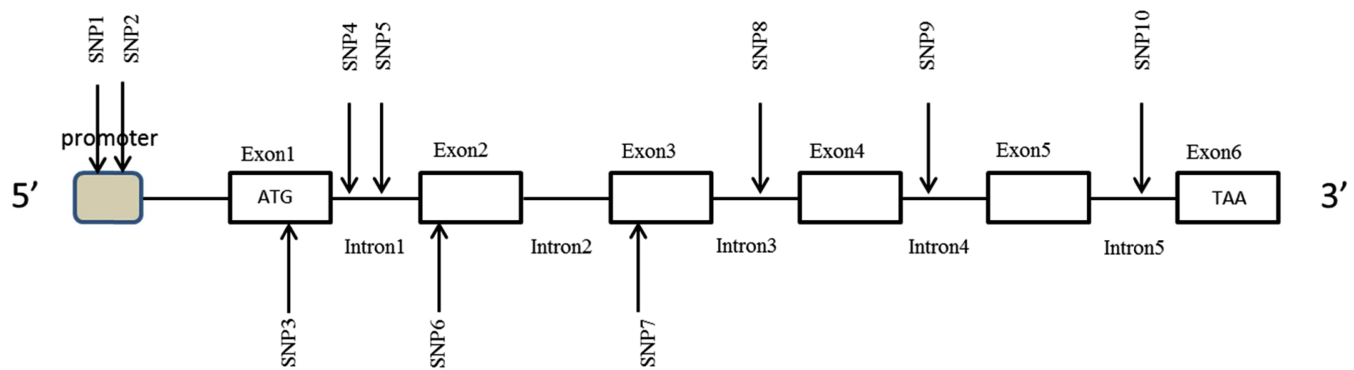 SNP1
SNP2
SNP4
SNP5
SNP8
SNP9
SNP10
promoter
Exon1
Exon2
Exon3
Exon4
Exon5
Exon6
5’
ATG
TAA
3’
Intron1
Intron2
Intron3
Intron4
Intron5
SNP3
SNP6
SNP7